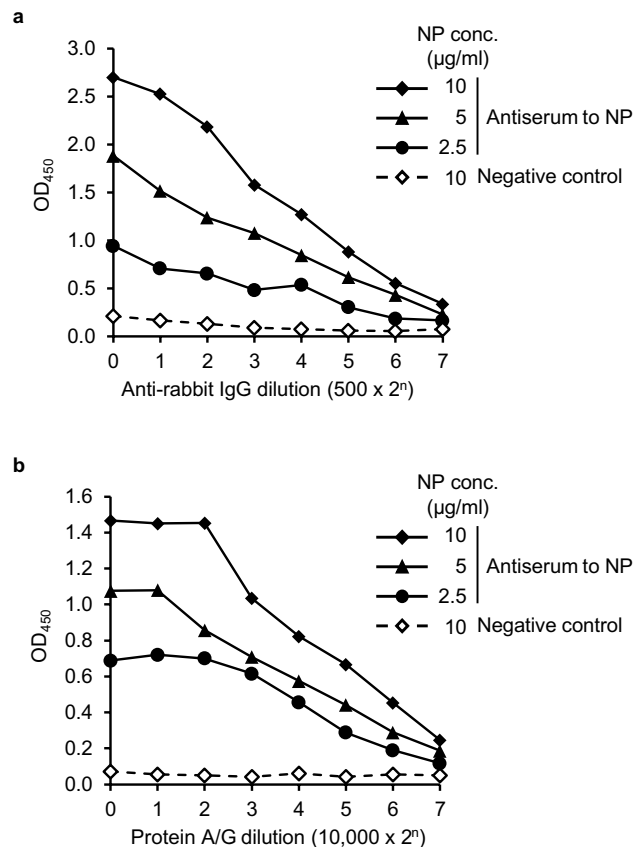 a
NP conc.
(µg/ml)
10
5 Antiserum to NP
2.5
10 Negative control
3.0
2.5
2.0
1.5
1.0
0.5
0.0
OD₄₅₀
0 1 2 3 4 5 6 7
Anti-rabbit IgG dilution (500 x 2ⁿ)
b
NP conc.
(µg/ml)
10
5 Antiserum to NP
2.5
10 Negative control
1.6
1.4
1.2
1.0
0.8
0.6
0.4
0.2
0.0
OD₄₅₀
0 1 2 3 4 5 6 7
Protein A/G dilution (10,000 x 2ⁿ)